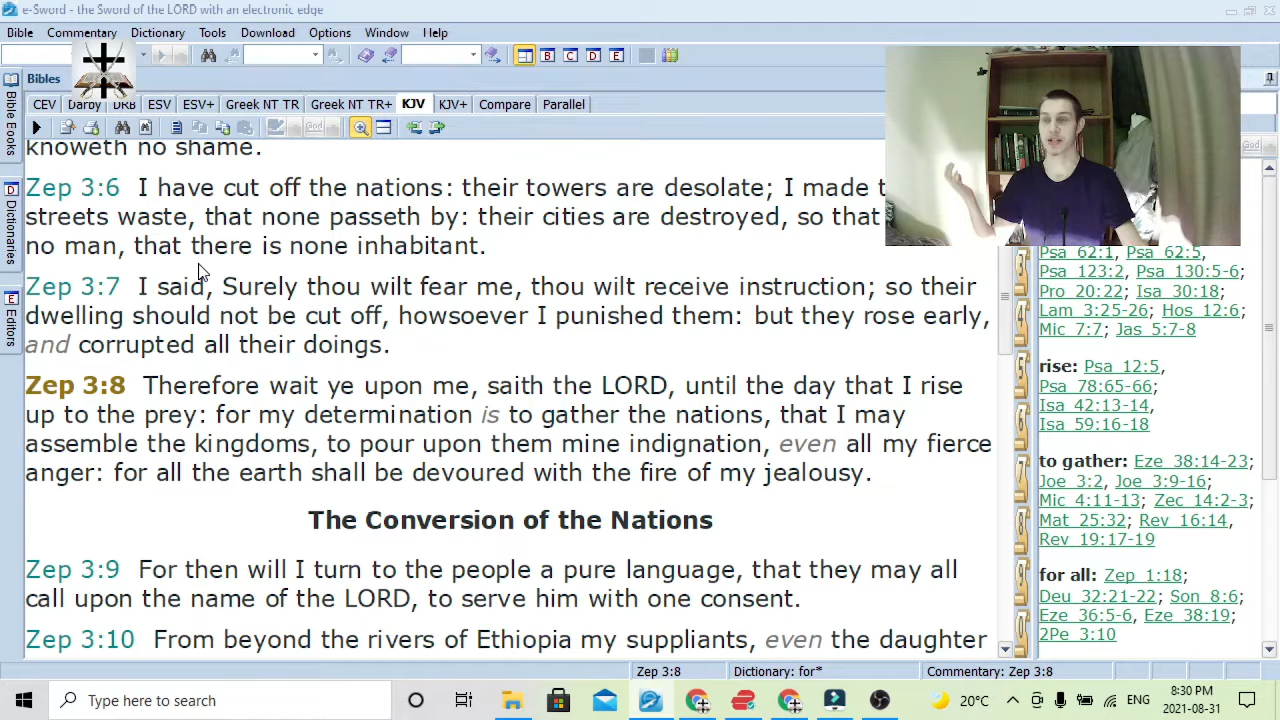 e-Sword - the Sword of the LORD with an electronic edge
Bible Commentary Dictionary Tools Download Options Window Help
B C D E
Bibles
CEV Darby DRB ESV ESV+ Greek NT TR Greek NT TR+ KJV KJV+ Compare Parallel
God
God
Bible Books
D Dictionaries
E Editors
knoweth no shame.
Zep 3:6 I have cut off the nations: their towers are desolate; I made t
streets waste, that none passeth by: their cities are destroyed, so that
no man, that there is none inhabitant.
Zep 3:7 I said, Surely thou wilt fear me, thou wilt receive instruction; so their
dwelling should not be cut off, howsoever I punished them: but they rose early,
and corrupted all their doings.
Zep 3:8 Therefore wait ye upon me, saith the LORD, until the day that I rise
up to the prey: for my determination is to gather the nations, that I may
assemble the kingdoms, to pour upon them mine indignation, even all my fierce
anger: for all the earth shall be devoured with the fire of my jealousy.
The Conversion of the Nations
Zep 3:9 For then will I turn to the people a pure language, that they may all
call upon the name of the LORD, to serve him with one consent.
Zep 3:10 From beyond the rivers of Ethiopia my suppliants, even the daughter
3
4
5
6
7
8
9
0
Psa 62:1, Psa 62:5,
Psa 123:2, Psa 130:5-6;
Pro 20:22; Isa 30:18;
Lam 3:25-26; Hos 12:6;
Mic 7:7; Jas 5:7-8
rise: Psa 12:5,
Psa 78:65-66;
Isa 42:13-14,
Isa 59:16-18
to gather: Eze 38:14-23;
Joe 3:2, Joe 3:9-16;
Mic 4:11-13; Zec 14:2-3;
Mat 25:32; Rev 16:14,
Rev 19:17-19
for all: Zep 1:18;
Deu 32:21-22; Son 8:6;
Eze 36:5-6, Eze 38:19;
2Pe 3:10
Zep 3:8 Dictionary: for* Commentary: Zep 3:8
Type here to search
20°C ENG 8:30 PM
2021-08-31